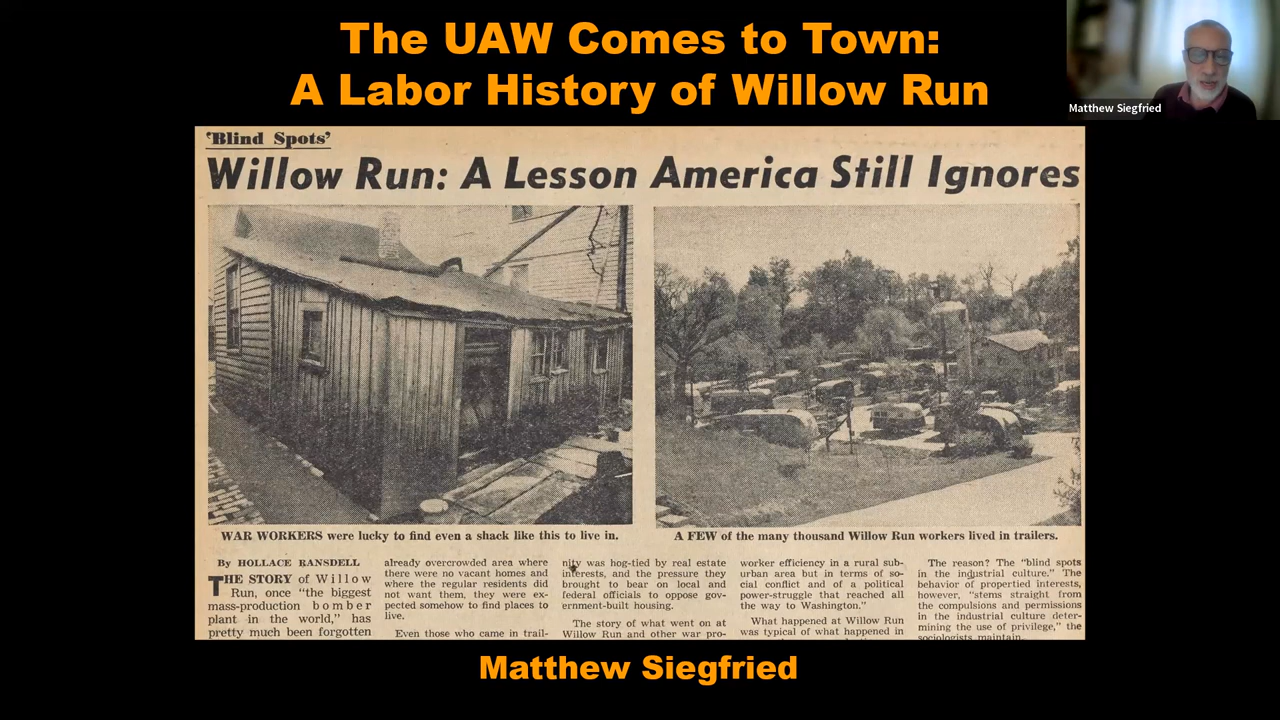 The UAW Comes to Town:
A Labor History of Willow Run
Matthew Siegfried
'Blind Spots'
Willow Run: A Lesson America Still Ignores
WAR WORKERS were lucky to find even a shack like this to live in.
A FEW of the many thousand Willow Run workers lived in trailers.
By HOLLACE RANSDELL
THE STORY of Willow
Run, once "the biggest
mass-production bomber
plant in the world," has
pretty much been forgotten
already overcrowded area where
there were no vacant homes and
where the regular residents did
not want them, they were ex-
pected somehow to find places to
live.
Even those who came in trail-
nity was hog-tied by real estate
interests, and the pressure they
brought to bear on local and
federal officials to oppose gov-
ernment-built housing.
The story of what went on at
Willow Run and other war pro-
worker efficiency in a rural sub-
urban area but in terms of so-
cial conflict and of a political
power-struggle that reached all
the way to Washington."
What happened at Willow Run
was typical of what happened in
The reason? The "blind spots
in the industrial culture." The
behavior of propertied interests,
however, "stems straight from
the compulsions and permissions
in the industrial culture deter-
mining the use of privilege," the
sociologists maintain.
Matthew Siegfried